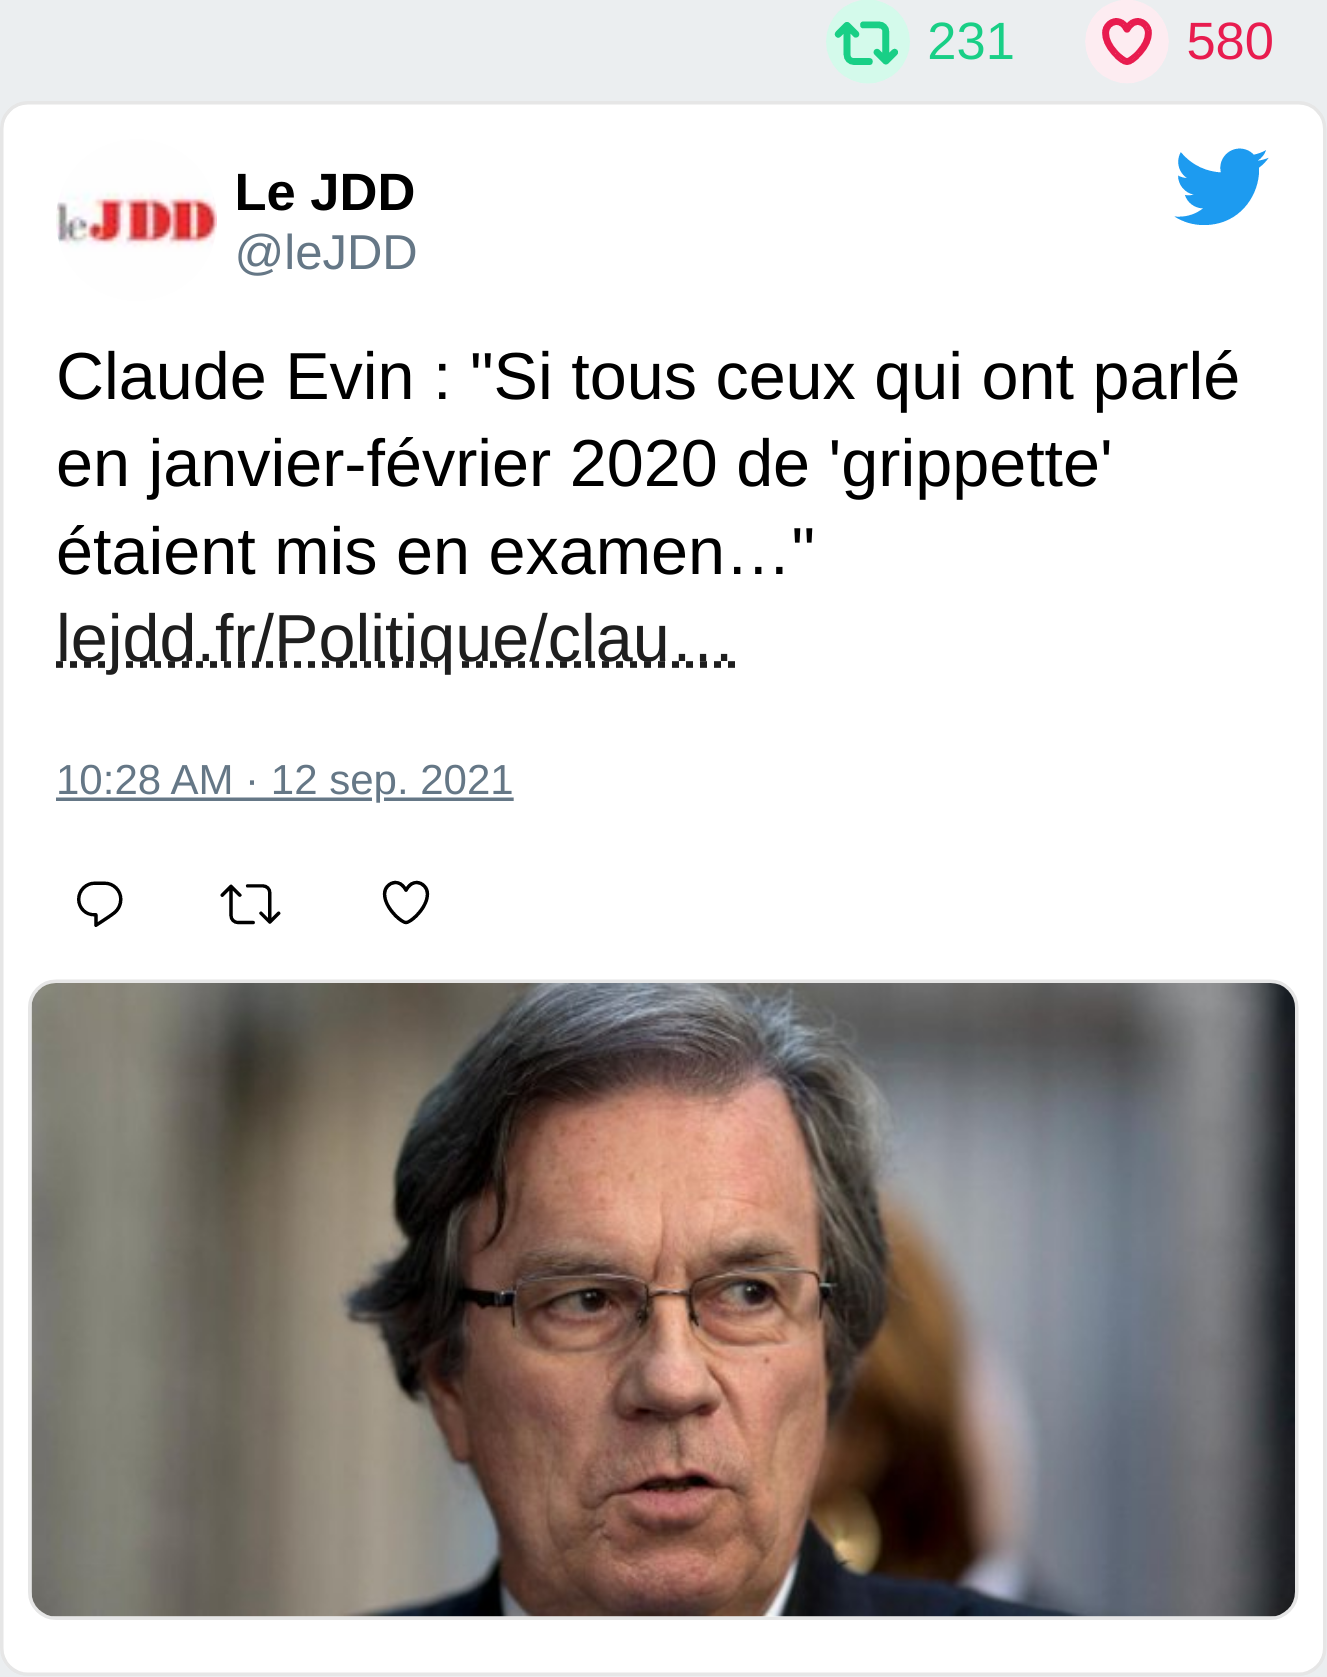 231 580
leJDD
Le JDD
@leJDD
Claude Evin : "Si tous ceux qui ont parlé
en janvier-février 2020 de 'grippette'
étaient mis en examen…"
lejdd.fr/Politique/clau…
10:28 AM · 12 sep. 2021